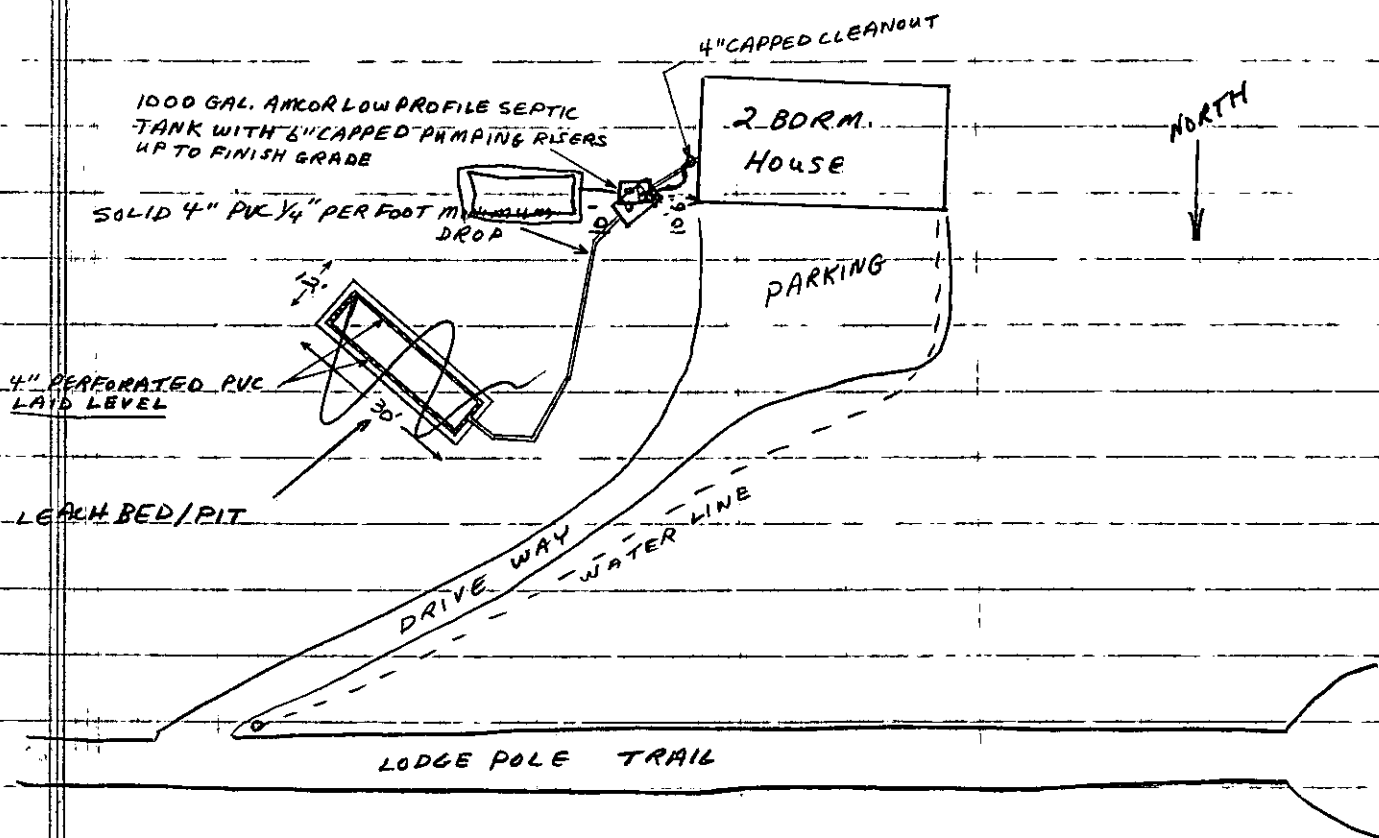 4" CAPPED CLEANOUT
1000 GAL. AMCOR LOW PROFILE SEPTIC
TANK WITH 6" CAPPED PUMPING RISERS
UP TO FINISH GRADE
2 BDRM.
HOUSE
NORTH
SOLID 4" PVC 1/4" PER FOOT MINIMUM
DROP
PARKING
12'
4" PERFORATED PVC
LAID LEVEL
30'
LEACH BED/PIT
DRIVE WAY
WATER LINE
LODGE POLE TRAIL